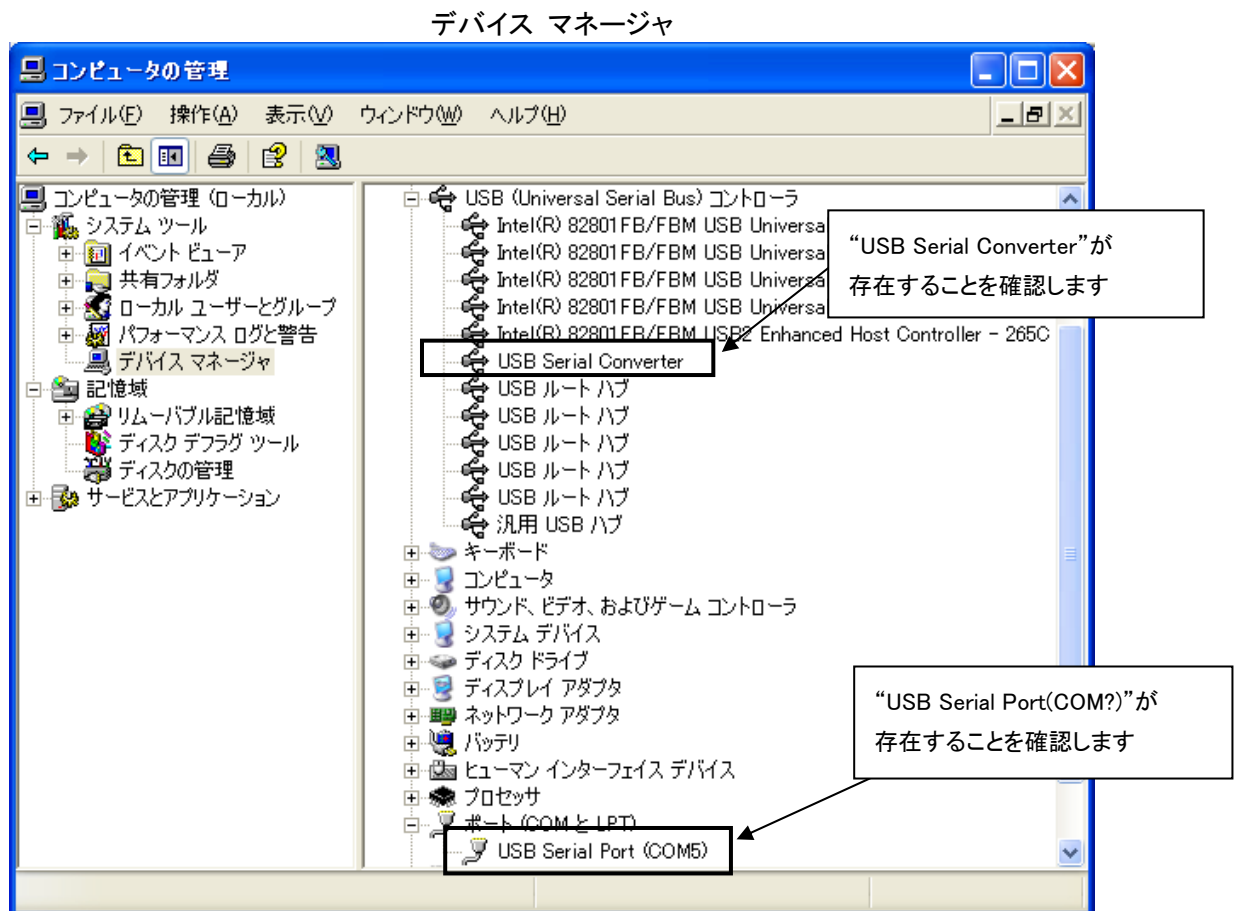 デバイス マネージャ
コンピュータの管理
ファイル(F) 操作(A) 表示(V) ウィンドウ(W) ヘルプ(H)
コンピュータの管理 (ローカル)
システム ツール
イベント ビューア
共有フォルダ
ローカル ユーザーとグループ
パフォーマンス ログと警告
デバイス マネージャ
記憶域
リムーバブル記憶域
ディスク デフラグ ツール
ディスクの管理
サービスとアプリケーション
USB (Universal Serial Bus) コントローラ
Intel(R) 82801FB/FBM USB Universa
Intel(R) 82801FB/FBM USB Universa
Intel(R) 82801FB/FBM USB Universa
Intel(R) 82801FB/FBM USB Universa
Intel(R) 82801FB/FBM USB2 Enhanced Host Controller - 265C
USB Serial Converter
USB ルート ハブ
USB ルート ハブ
USB ルート ハブ
USB ルート ハブ
USB ルート ハブ
汎用 USB ハブ
キーボード
コンピュータ
サウンド、ビデオ、およびゲーム コントローラ
システム デバイス
ディスク ドライブ
ディスプレイ アダプタ
ネットワーク アダプタ
バッテリ
ヒューマン インターフェイス デバイス
プロセッサ
ポート (COM と LPT)
USB Serial Port (COM5)
“USB Serial Converter”が
存在することを確認します
“USB Serial Port(COM?)”が
存在することを確認します